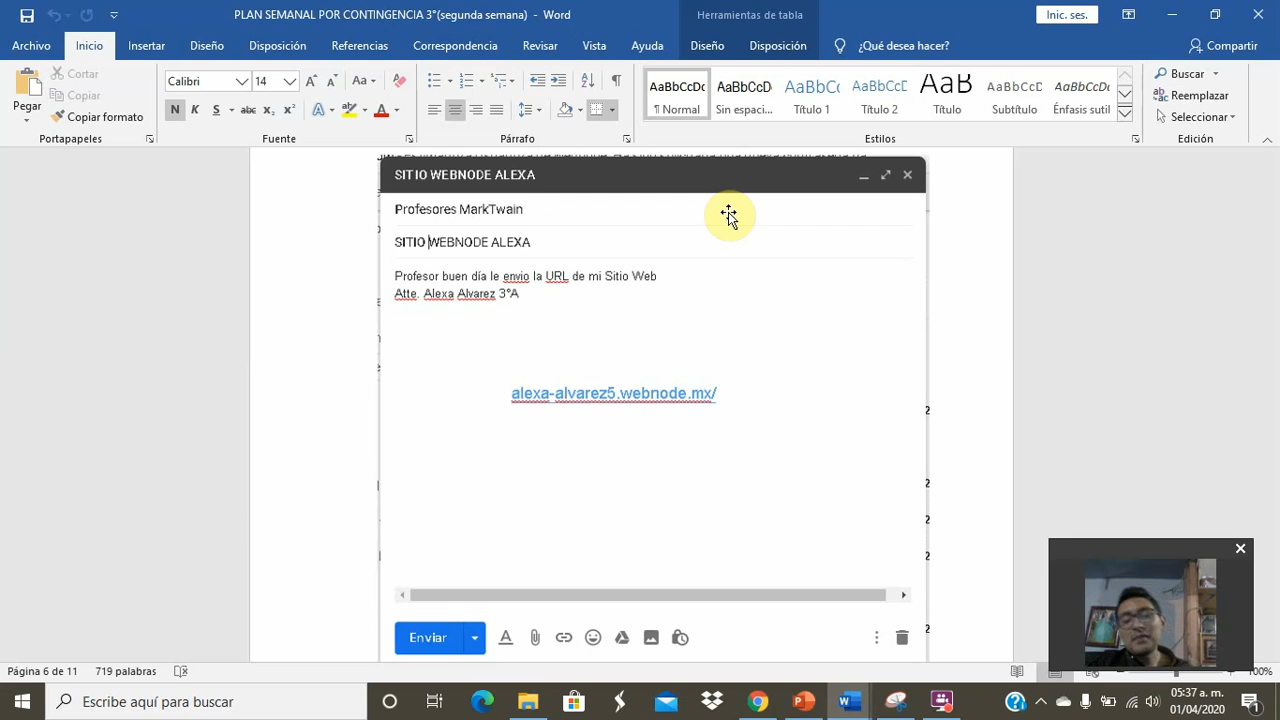 PLAN SEMANAL POR CoNTINGENCIA 3°(segunda semana) - Word
Herramientas de tabla
Inic. ses.
Archivo Inicio Insertar Diseño Disposición Referencias Correspondencia Revisar Vista Ayuda Diseño Disposición ¿Qué desea hacer? Compartir
Pegar
Cortar
Copiar
Copiar formato
Portapapeles
Calibri 14
Fuente
Párrafo
AaBbCcDc AaBbCcD AaBbCc AaBbCcD AaB AaBbCcD AaBbCcDc
¶ Normal Sin espaci... Título 1 Título 2 Título Subtítulo Énfasis sutil
Estilos
Buscar
Reemplazar
Seleccionar
Edición
SITIO WEBNODE ALEXA
Profesores MarkTwain
SITIO WEBNODE ALEXA
Profesor buen día le envio la URL de mi Sitio Web
Atte. Alexa Alvarez 3°A
alexa-alvarez5.webnode.mx/
Enviar
Página 6 de 11 719 palabras 100%
Escribe aquí para buscar
05:37 a. m.
01/04/2020